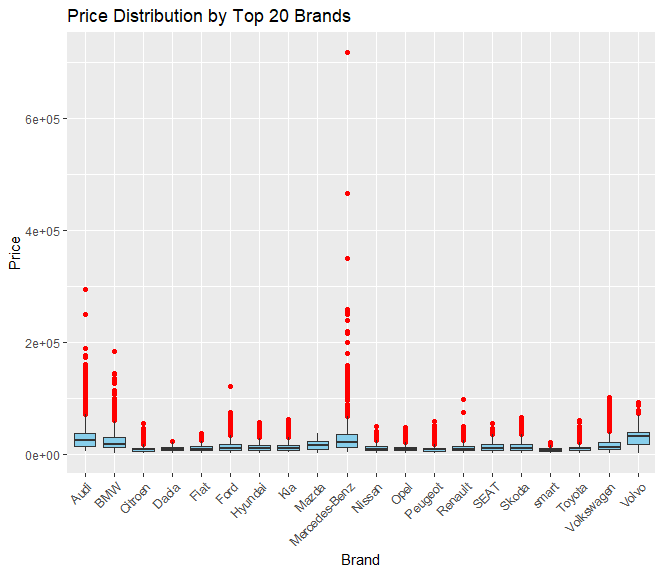 Price Distribution by Top 20 Brands
Price
6e+05
4e+05
2e+05
0e+00
Audi
BMW
Citroen
Dacia
Fiat
Ford
Hyundai
Kia
Mazda
Mercedes-Benz
Nissan
Opel
Peugeot
Renault
SEAT
Skoda
smart
Toyota
Volkswagen
Volvo
Brand